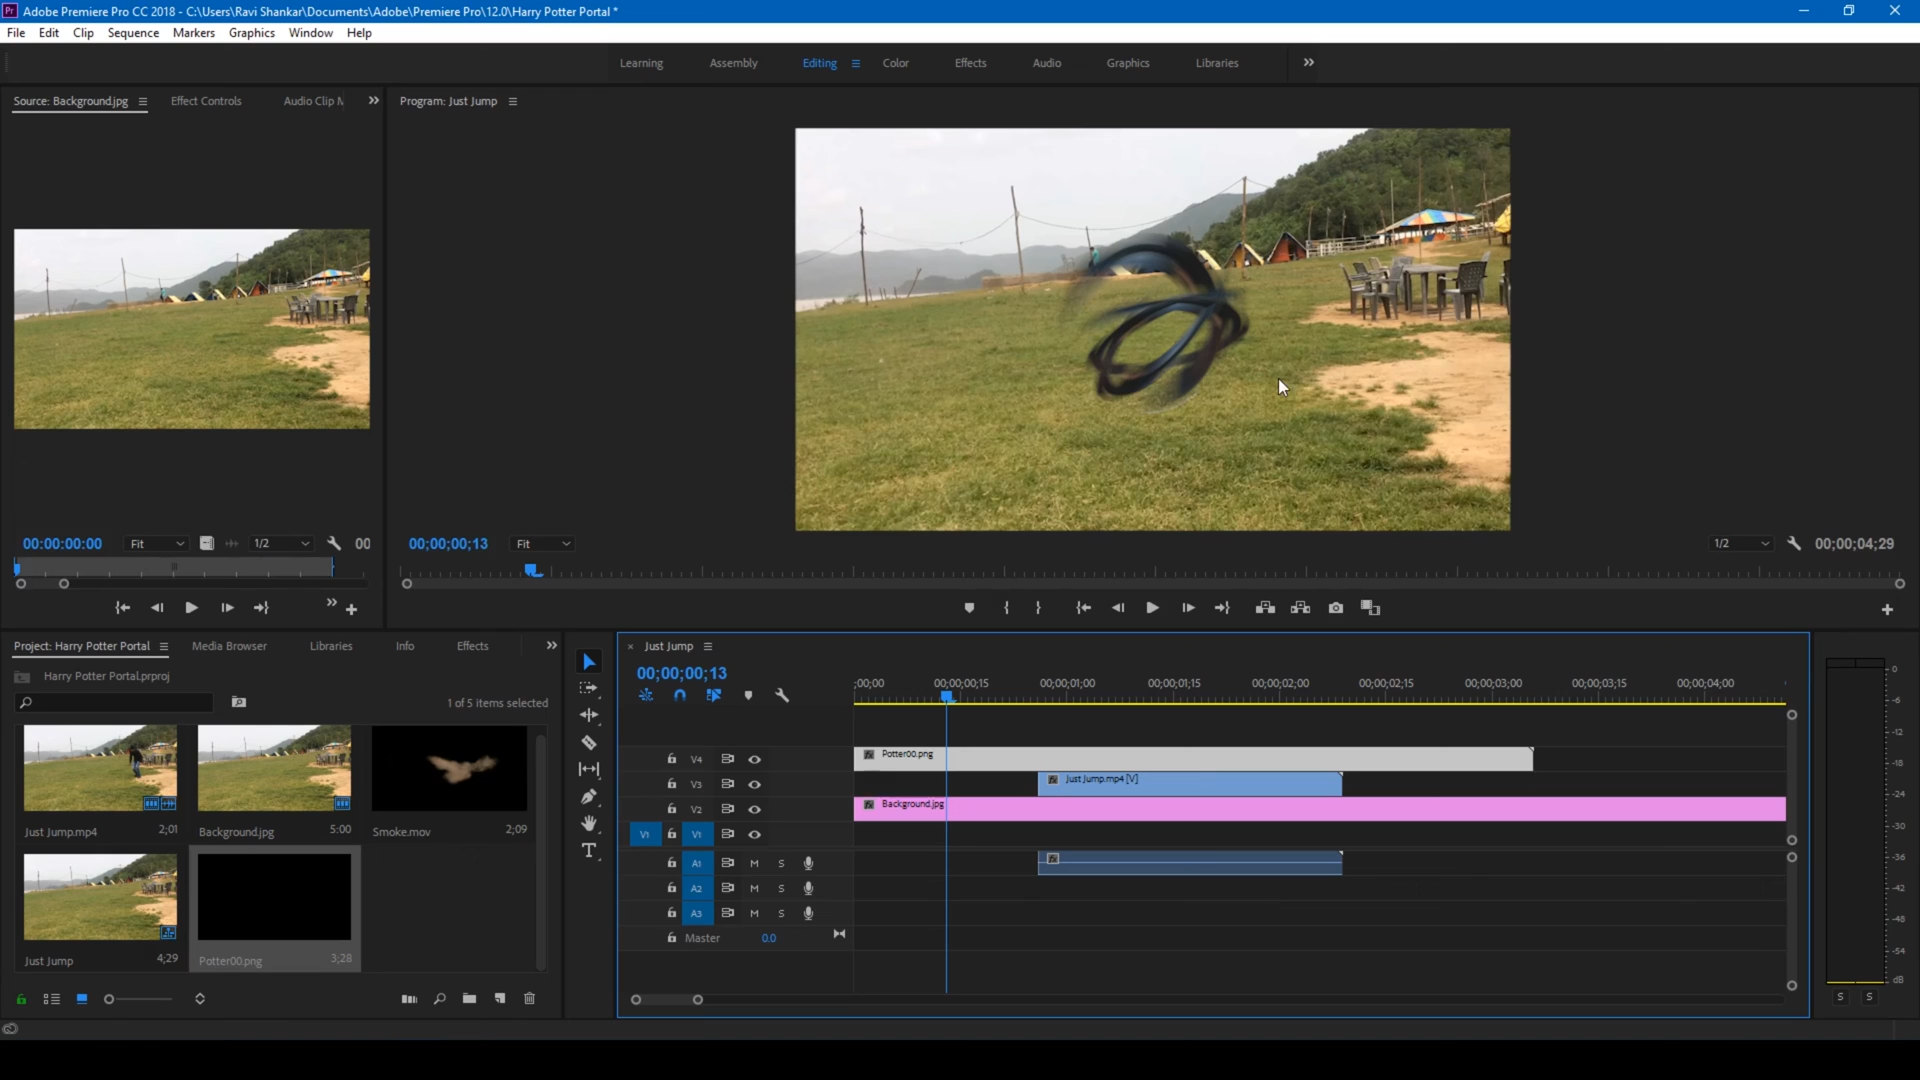 Pr Adobe Premiere Pro CC 2018 - C:\Users\Ravi Shankar\Documents\Adobe\Premiere Pro\12.0\Harry Potter Portal *
File Edit Clip Sequence Markers Graphics Window Help
Learning Assembly Editing Color Effects Audio Graphics Libraries
Source: Background.jpg Effect Controls Audio Clip M
Program: Just Jump
00:00:00:00 Fit 1/2 00
00;00;00;13 Fit 1/2 00;00;04;29
Project: Harry Potter Portal Media Browser Libraries Info Effects
Harry Potter Portal.prproj
1 of 5 items selected
Just Jump.mp4 2;01
Background.jpg 5:00
Smoke.mov 2;09
Just Jump 4;29
Potter00.png 3;28
Just Jump
00;00;00;13
;00;00 00;00;00;15 00;00;01;00 00;00;01;15 00;00;02;00 00;00;02;15 00;00;03;00 00;00;03;15 00;00;04;00
V4 Potter00.png
V3 Just Jump.mp4 [V]
V2 Background.jpg
V1 V1
A1 M S
A2 M S
A3 M S
Master 0.0
T
fx
0
-6
-12
-18
-24
-30
-36
-42
-48
-54
dB
S S